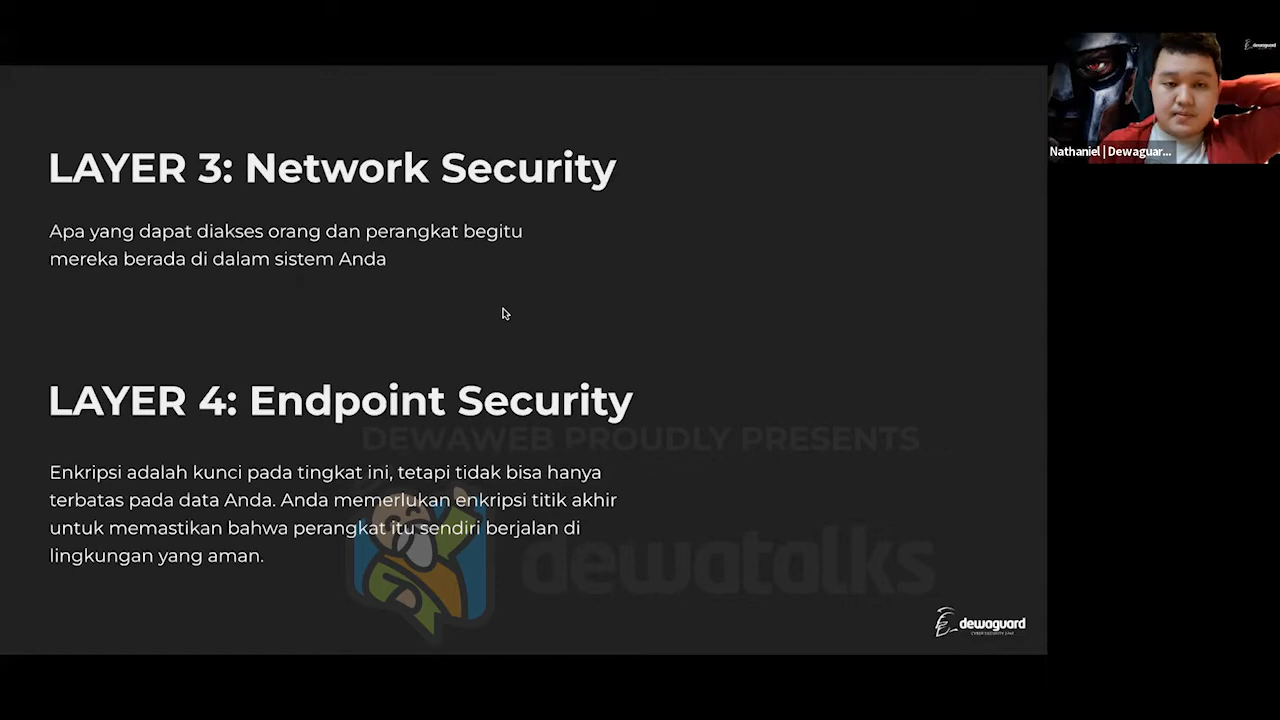 LAYER 3: Network Security
Apa yang dapat diakses orang dan perangkat begitu
mereka berada di dalam sistem Anda
LAYER 4: Endpoint Security
DEWAWEB PROUDLY PRESENTS
Enkripsi adalah kunci pada tingkat ini, tetapi tidak bisa hanya
terbatas pada data Anda. Anda memerlukan enkripsi titik akhir
untuk memastikan bahwa perangkat itu sendiri berjalan di
lingkungan yang aman.
dewatalks
dewaguard
Nathaniel | Dewaguar...
dewaguard